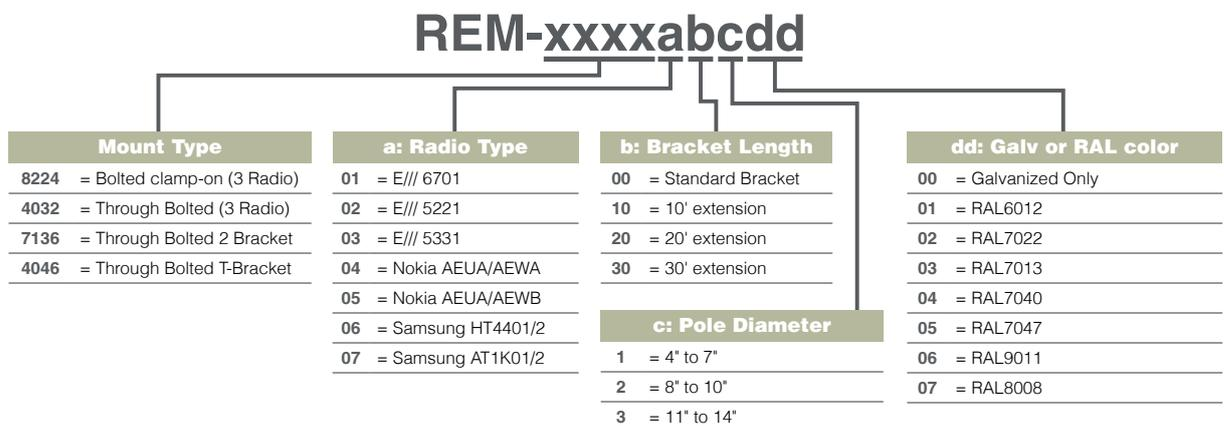 REM-xxxxabcdd
Mount Type
8224 = Bolted clamp-on (3 Radio)
4032 = Through Bolted (3 Radio)
7136 = Through Bolted 2 Bracket
4046 = Through Bolted T-Bracket
a: Radio Type
01 = E/// 6701
02 = E/// 5221
03 = E/// 5331
04 = Nokia AEUA/AEWA
05 = Nokia AEUA/AEWB
06 = Samsung HT4401/2
07 = Samsung AT1K01/2
b: Bracket Length
00 = Standard Bracket
10 = 10' extension
20 = 20' extension
30 = 30' extension
c: Pole Diameter
1 = 4" to 7"
2 = 8" to 10"
3 = 11" to 14"
dd: Galv or RAL color
00 = Galvanized Only
01 = RAL6012
02 = RAL7022
03 = RAL7013
04 = RAL7040
05 = RAL7047
06 = RAL9011
07 = RAL8008